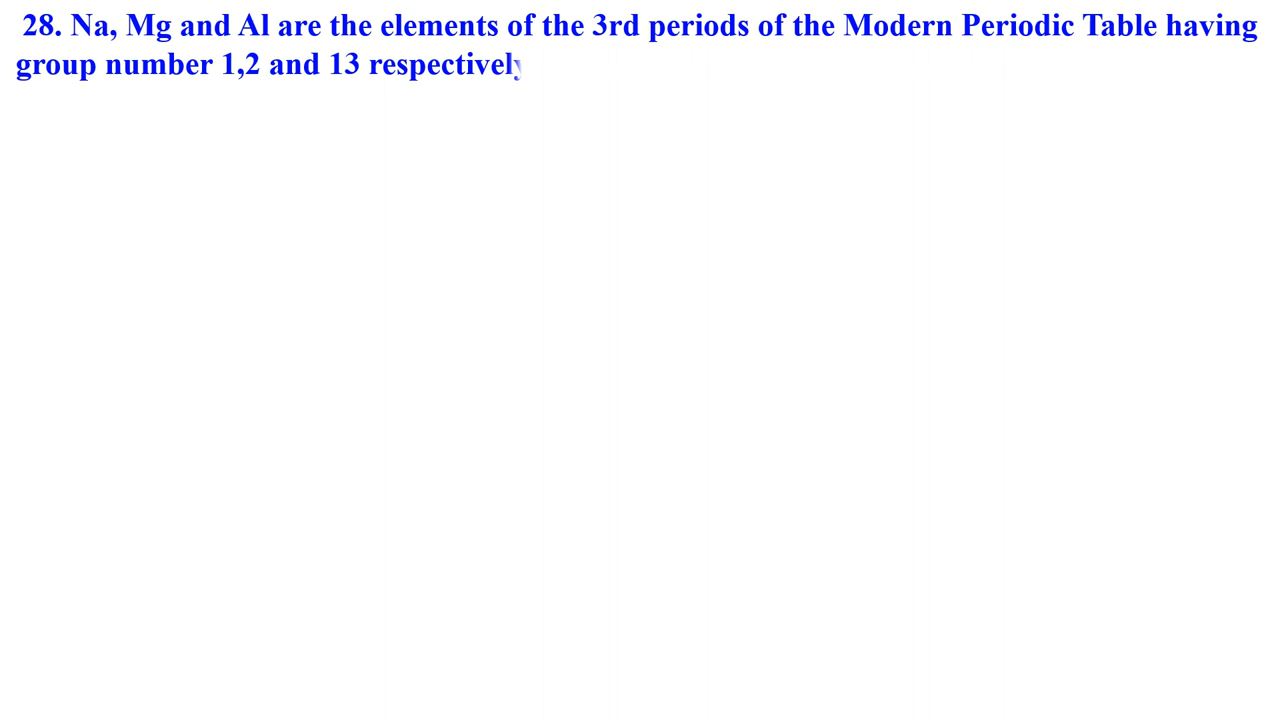 28. Na, Mg and Al are the elements of the 3rd periods of the Modern Periodic Table having
group number 1,2 and 13 respectively